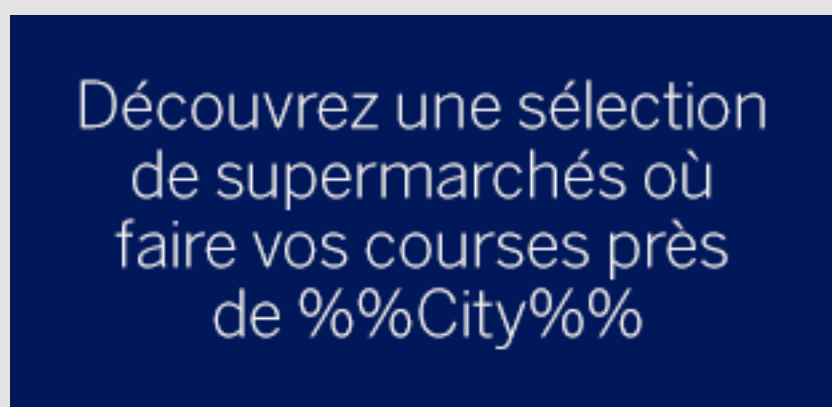 Découvrez une sélection
de supermarchés où
faire vos courses près
de %%City%%